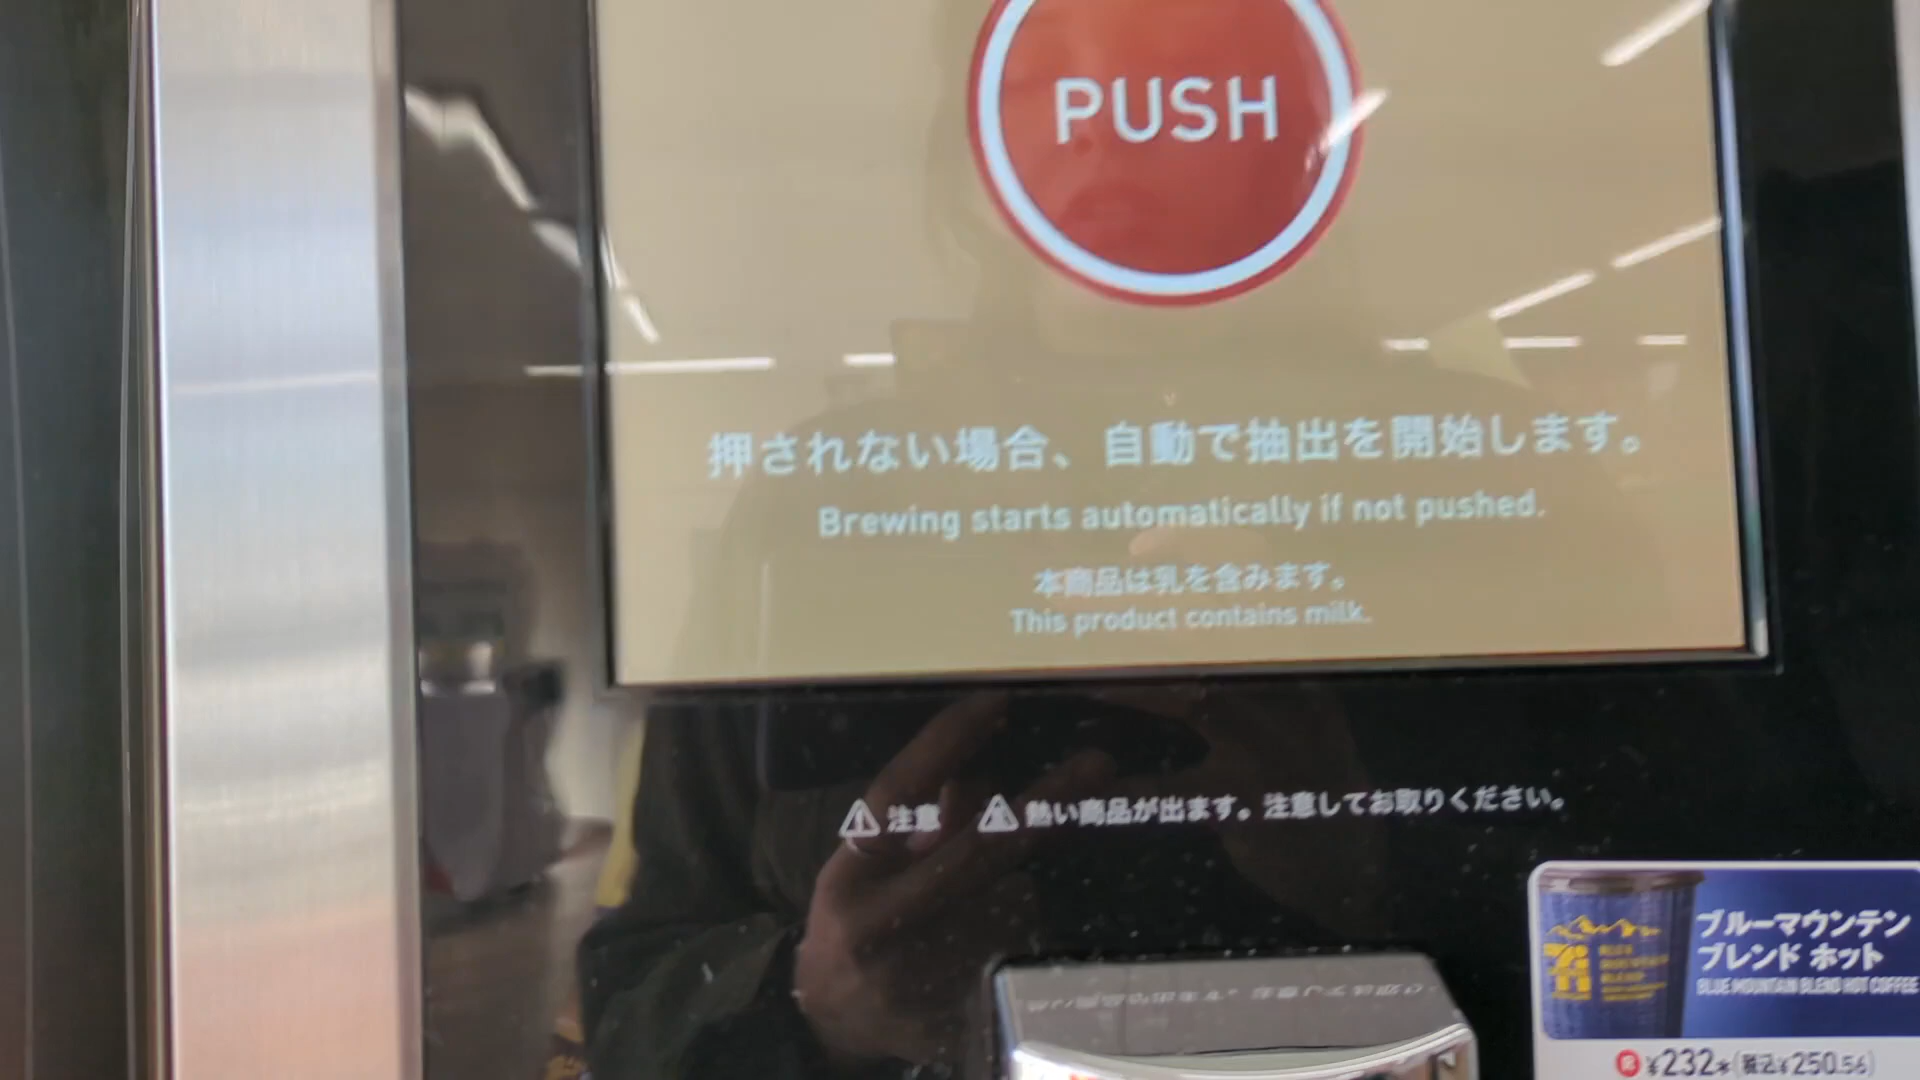 PUSH
押されない場合、自動で抽出を開始します。
Brewing starts automatically if not pushed.
本商品は乳を含みます。
This product contains milk.
注意 熱い商品が出ます。注意してお取りください。
ブルーマウンテン
ブレンド ホット
BLUE MOUNTAIN BLEND HOT COFFEE
R ¥232*(税込¥250.56)